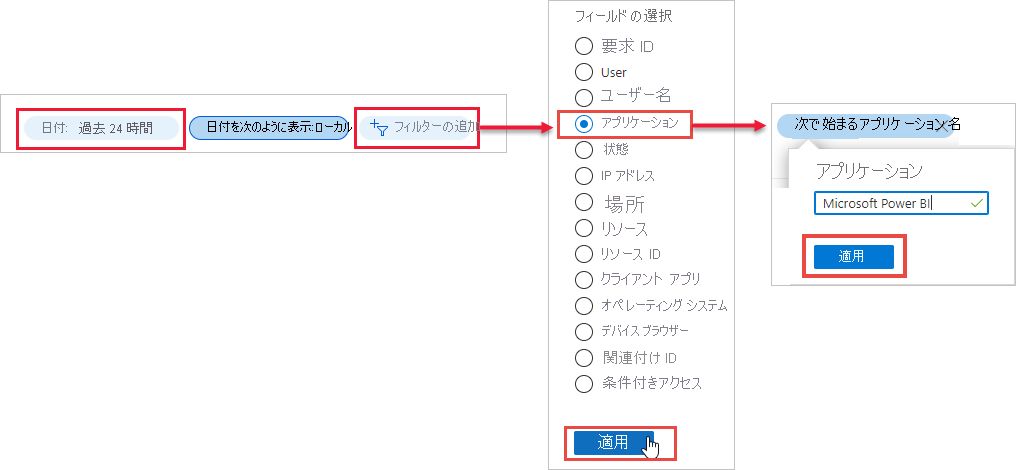 日付: 過去 24 時間
日付を次のように表示:ローカル
フィルターの追加
フィールドの選択
要求 ID
User
ユーザー名
アプリケーション
状態
IP アドレス
場所
リソース
リソース ID
クライアント アプリ
オペレーティング システム
デバイス ブラウザー
関連付け ID
条件付きアクセス
適用
次で 始まるアプリケーション名
アプリケーション
Microsoft Power BI
適用